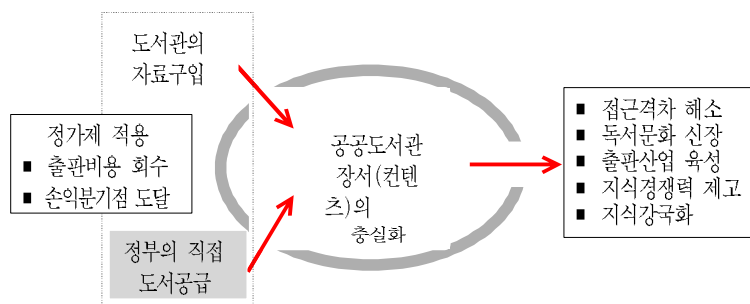 도서관의
자료구입
정가제 적용
■ 출판비용 회수
■ 손익분기점 도달
정부의 직접
도서공급
공공도서관
장서(컨텐
츠)의
충실화
■ 접근격차 해소
■ 독서문화 신장
■ 출판산업 육성
■ 지식경쟁력 제고
■ 지식강국화